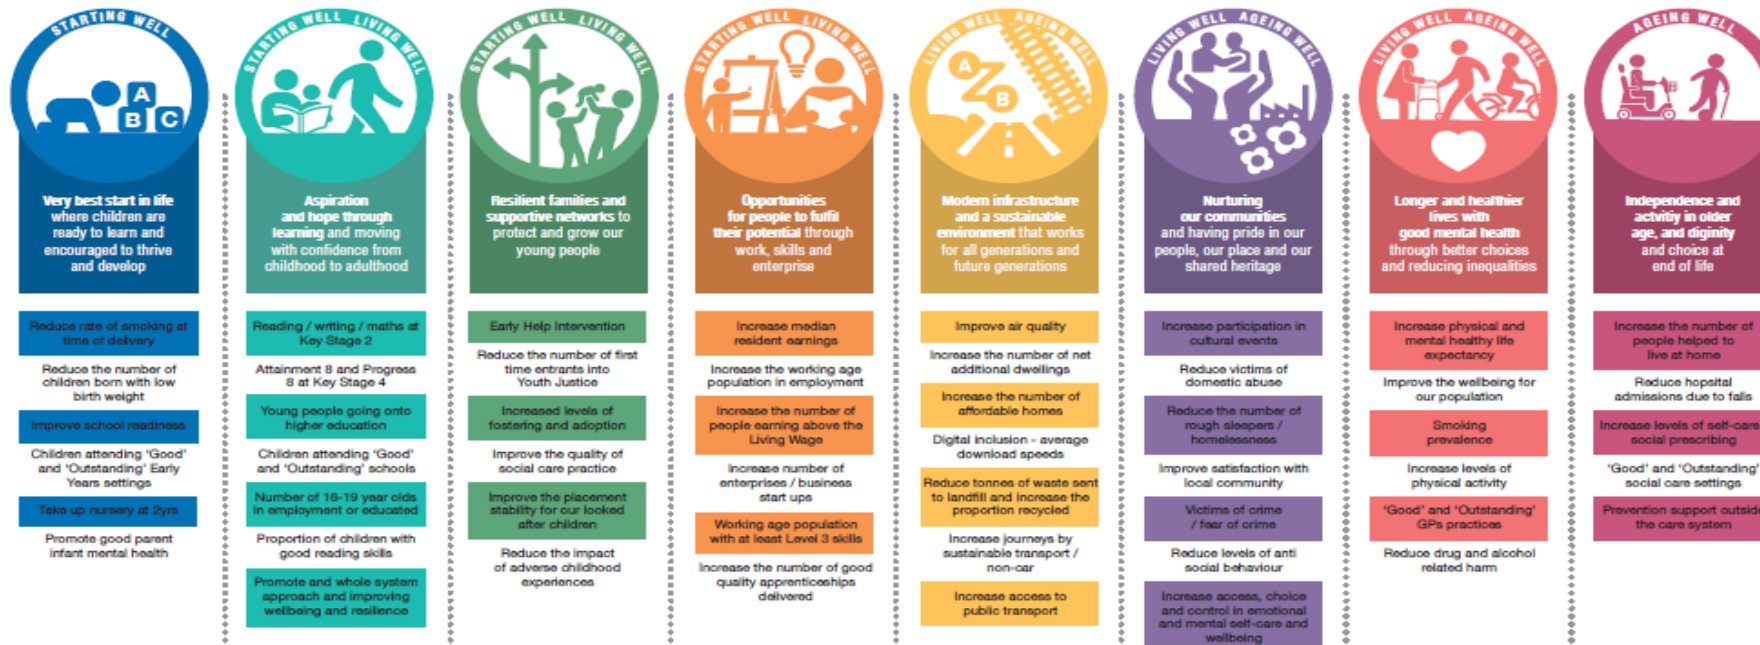 STARTING WELL
A
B C
Very best start in life
where children are
ready to learn and
encouraged to thrive
and develop
Reduce rate of smoking at
time of delivery
Reduce the number of
children born with low
birth weight
Improve school readiness
Children attending 'Good'
and 'Outstanding' Early
Years settings
Take up nursery at 2yrs
Promote good parent
infant mental health
STARTING WELL LIVING WELL
Aspiration
and hope through
learning and moving
with confidence from
childhood to adulthood
Reading / writing / maths at
Key Stage 2
Attainment 8 and Progress
8 at Key Stage 4
Young people going onto
higher education
Children attending 'Good'
and 'Outstanding' schools
Number of 16-19 year olds
in employment or educated
Proportion of children with
good reading skills
Promote and whole system
approach and improving
wellbeing and resilience
STARTING WELL LIVING WELL
Resilient families and
supportive networks to
protect and grow our
young people
Early Help Intervention
Reduce the number of first
time entrants into
Youth Justice
Increased levels of
fostering and adoption
Improve the quality of
social care practice
Improve the placement
stability for our looked
after children
Reduce the impact
of adverse childhood
experiences
STARTING WELL LIVING WELL
Opportunities
for people to fulfil
their potential through
work, skills and
enterprise
Increase median
resident earnings
Increase the working age
population in employment
Increase the number of
people earning above the
Living Wage
Increase number of
enterprises / business
start ups
Working age population
with at least Level 3 skills
Increase the number of good
quality apprenticeships
delivered
LIVING WELL AGEING WELL
A
B
Modern infrastructure
and a sustainable
environment that works
for all generations and
future generations
Improve air quality
Increase the number of net
additional dwellings
Increase the number of
affordable homes
Digital inclusion - average
download speeds
Reduce tonnes of waste sent
to landfill and increase the
proportion recycled
Increase journeys by
sustainable transport /
non-car
Increase access to
public transport
LIVING WELL AGEING WELL
Nurturing
our communities
and having pride in our
people, our place and our
shared heritage
Increase participation in
cultural events
Reduce victims of
domestic abuse
Reduce the number of
rough sleepers /
homelessness
Improve satisfaction with
local community
Victims of crime
/ fear of crime
Reduce levels of anti
social behaviour
Increase access, choice
and control in emotional
and mental self-care and
wellbeing
LIVING WELL AGEING WELL
Longer and healthier
lives with
good mental health
through better choices
and reducing inequalities
Increase physical and
mental healthy life
expectancy
Improve the wellbeing for
our population
Smoking
prevalence
Increase levels of
physical activity
'Good' and 'Outstanding'
GPs practices
Reduce drug and alcohol
related harm
AGEING WELL
Independence and
actvitiy in older
age, and diginity
and choice at
end of life
Increase the number of
people helped to
live at home
Reduce hopsital
admissions due to falls
Increase levels of self-care
social prescribing
'Good' and 'Outstanding'
social care settings
Prevention support outside
the care system